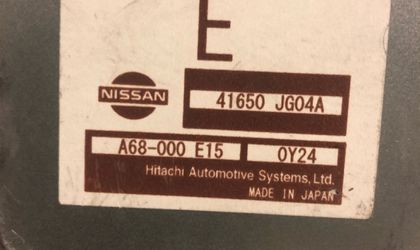 E
NISSAN
41650 JG04A
A68-000 E15
0Y24
Hitachi Automotive Systems, Ltd.
MADE IN JAPAN